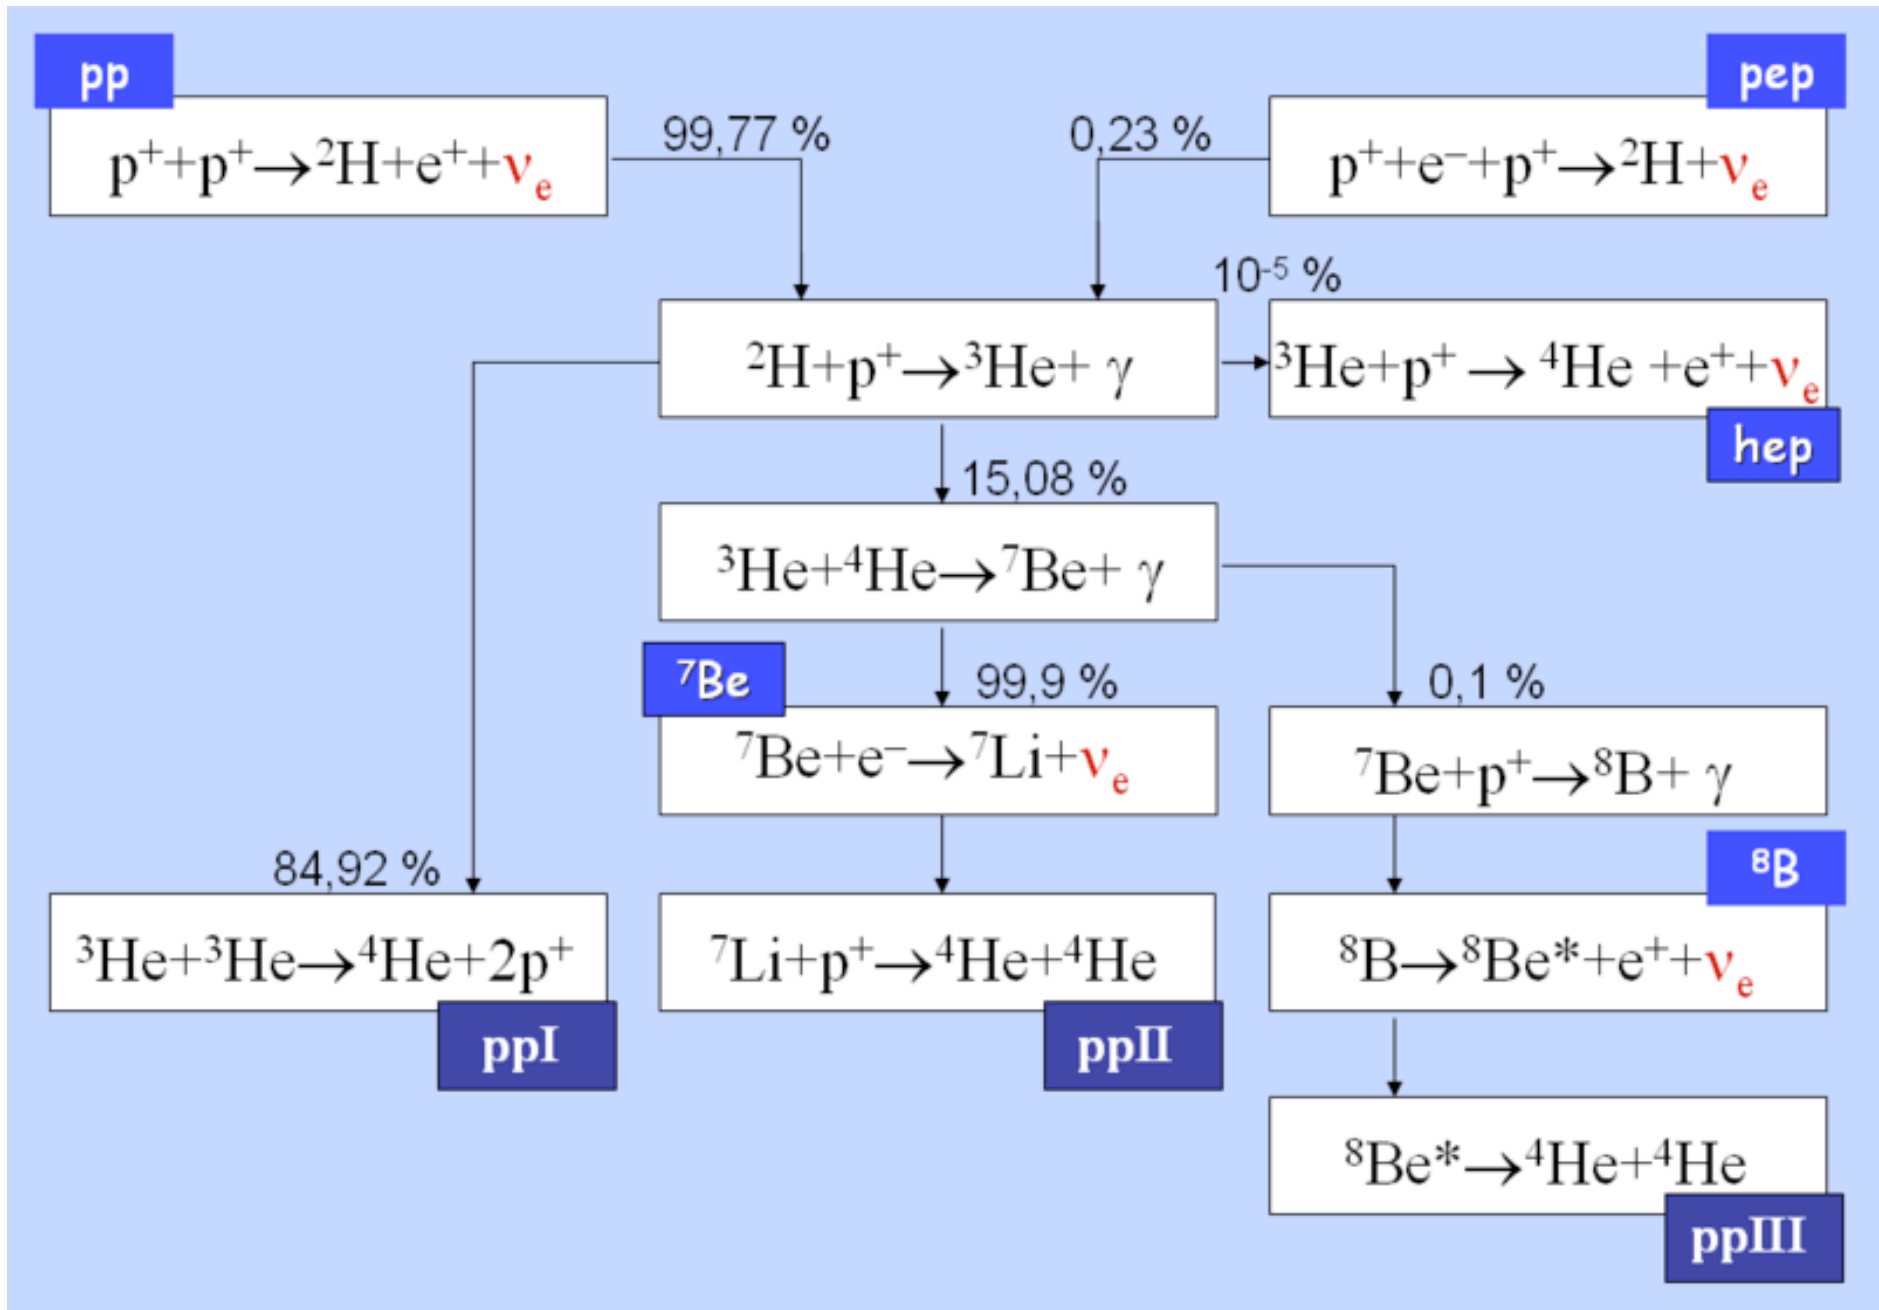 pp
p⁺+p⁺→²H+e⁺+νₑ
99,77 %
0,23 %
pep
p⁺+e⁻+p⁺→²H+νₑ
²H+p⁺→³He+ γ
10⁻⁵ %
³He+p⁺ → ⁴He +e⁺+νₑ
hep
15,08 %
³He+⁴He→⁷Be+ γ
⁷Be
99,9 %
⁷Be+e⁻→⁷Li+νₑ
0,1 %
⁷Be+p⁺→⁸B+ γ
84,92 %
³He+³He→⁴He+2p⁺
ppI
⁷Li+p⁺→⁴He+⁴He
ppII
⁸B
⁸B→⁸Be*+e⁺+νₑ
⁸Be*→⁴He+⁴He
ppIII